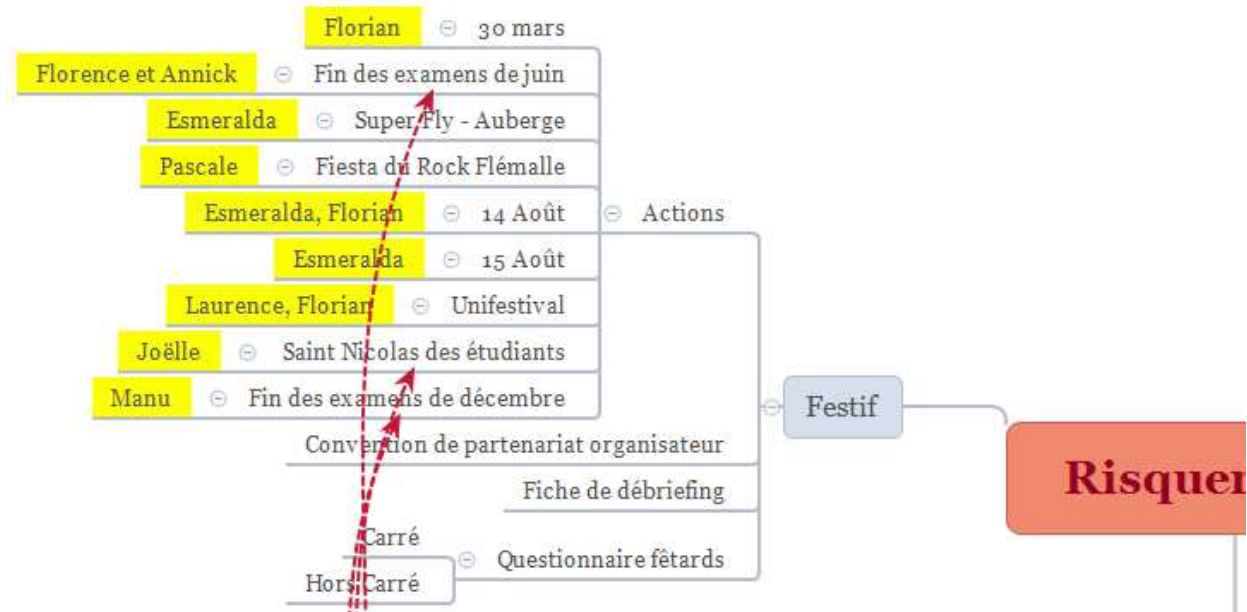 Florian 30 mars
Florence et Annick Fin des examens de juin
Esmeralda Super Fly - Auberge
Pascale Fiesta du Rock Flémalle
Esmeralda, Florian 14 Août Actions
Esmeralda 15 Août
Laurence, Florian Unifestival
Joëlle Saint Nicolas des étudiants
Manu Fin des examens de décembre
Festif
Convention de partenariat organisateur
Risquer
Fiche de débriefing
Carré
Questionnaire fêtards
Hors Carré